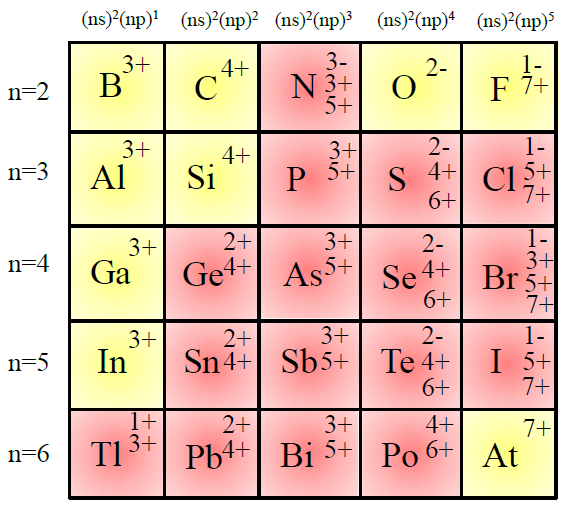 (ns)²(np)¹ (ns)²(np)² (ns)²(np)³ (ns)²(np)⁴ (ns)²(np)⁵
n=2 B 3+ C 4+ N 3- 3+ 5+ O 2- F 1- 7+
n=3 Al 3+ Si 4+ P 3+ 5+ S 2- 4+ 6+ Cl 1- 5+ 7+
n=4 Ga 3+ Ge 2+ 4+ As 3+ 5+ Se 2- 4+ 6+ Br 1- 3+ 5+ 7+
n=5 In 3+ Sn 2+ 4+ Sb 3+ 5+ Te 2- 4+ 6+ I 1- 5+ 7+
n=6 Tl 1+ 3+ Pb 2+ 4+ Bi 3+ 5+ Po 4+ 6+ At 7+